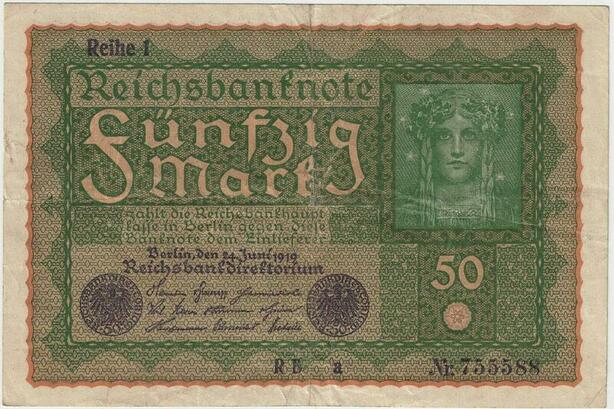 Reihe 1
Reichsbanknote
Fünfzig
Mark
zahlt die Reichsbankhaupt
kasse in Berlin gegen diese
Banknote dem Einlieferer
Berlin, den 24. Juni 1919
Reichsbankdirektorium
50
R B a
Nr. 755588